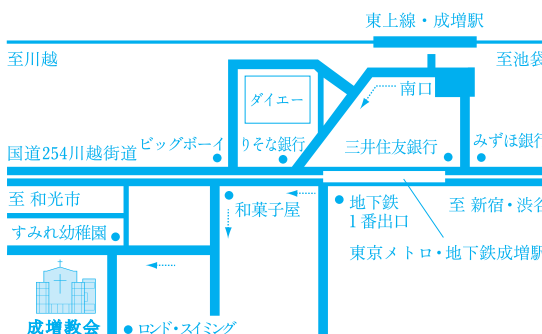 東上線・成増駅
至川越
至池袋
ダイエー
南口
ビッグボーイ
りそな銀行
三井住友銀行
みずほ銀行
国道254川越街道
至 和光市
和菓子屋
地下鉄
1番出口
至 新宿・渋谷
すみれ幼稚園
東京メトロ・地下鉄成増駅
成増教会
ロンド・スイミング